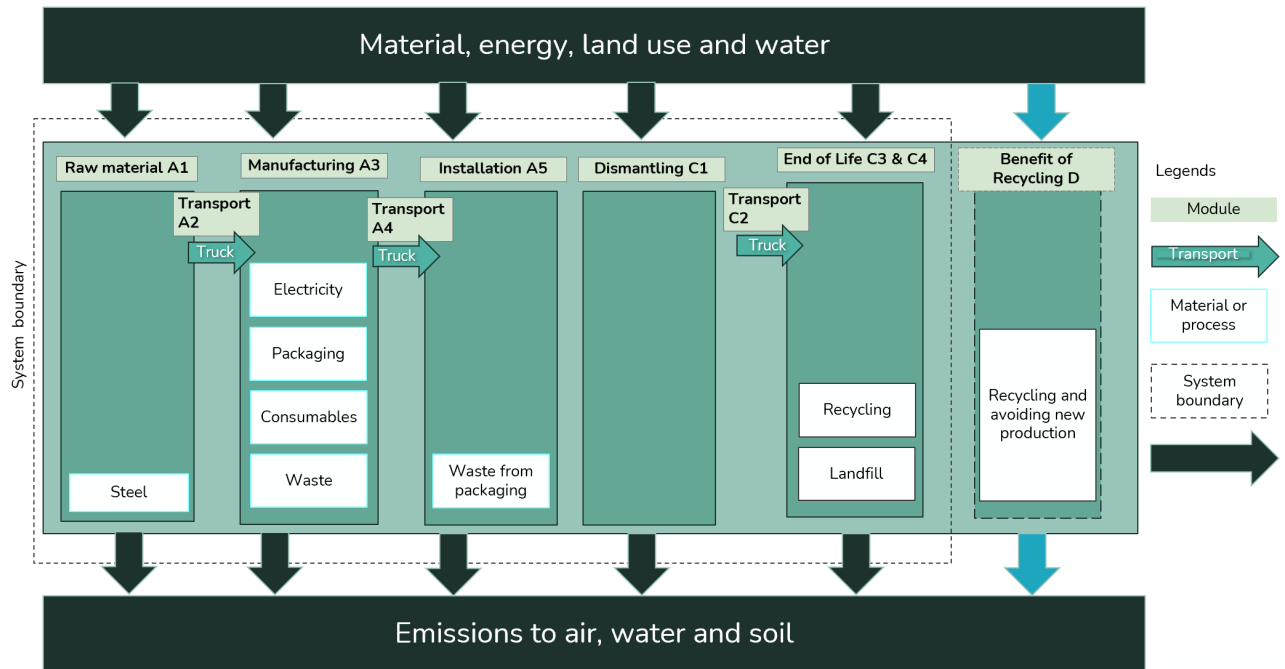 Material, energy, land use and water
System boundary
Raw material A1
Manufacturing A3
Installation A5
Dismantling C1
End of Life C3 & C4
Benefit of
Recycling D
Transport
A2
Truck
Transport
A4
Truck
Transport
C2
Truck
Electricity
Packaging
Consumables
Waste
Steel
Waste from
packaging
Recycling
Landfill
Recycling and
avoiding new
production
Legends
Module
Transport
Material or
process
System
boundary
Emissions to air, water and soil